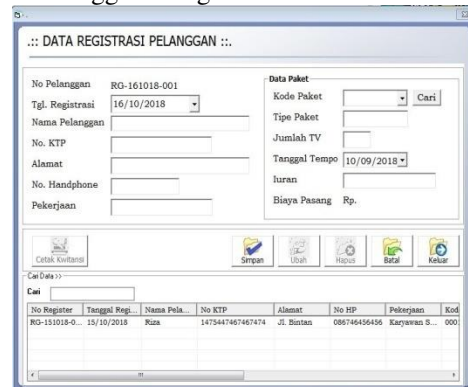 .::: DATA REGISTRASI PELANGGAN ::.
No Pelanggan RG-161018-001
Tgl. Registrasi 16/10/2018
Nama Pelanggan
No. KTP
Alamat
No. Handphone
Pekerjaan
Data Paket
Kode Paket Cari
Tipe Paket
Jumlah TV
Tanggal Tempo 10/09/2018
Iuran
Biaya Pasang Rp.
Cetak Kwitansi Simpan Ubah Hapus Batal Keluar
Cari Data >>
Cari
No Register Tanggal Regi... Nama Pela... No KTP Alamat No HP Pekerjaan Kod
RG-151018-0... 15/10/2018 Riza 1475447467467474 Jl. Bintan 086746456456 Karyawan S... 000